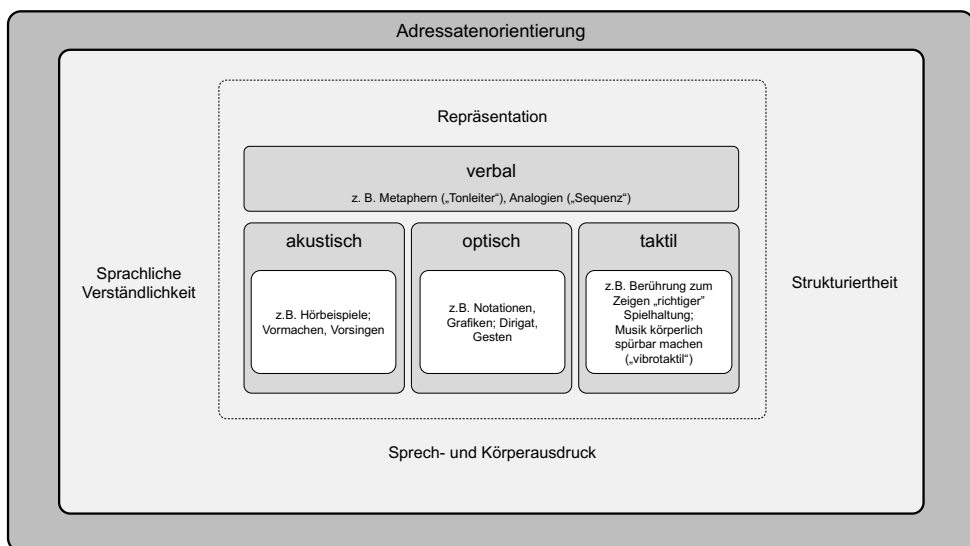 Adressatenorientierung
Repräsentation
verbal
z. B. Metaphern („Tonleiter“), Analogien („Sequenz“)
akustisch
z.B. Hörbeispiele;
Vormachen, Vorsingen
optisch
z.B. Notationen,
Grafiken; Dirigat,
Gesten
taktil
z.B. Berührung zum
Zeigen „richtiger”
Spielhaltung;
Musik körperlich
spürbar machen
(„vibrotaktil“)
Sprachliche
Verständlichkeit
Strukturiertheit
Sprech- und Körperausdruck